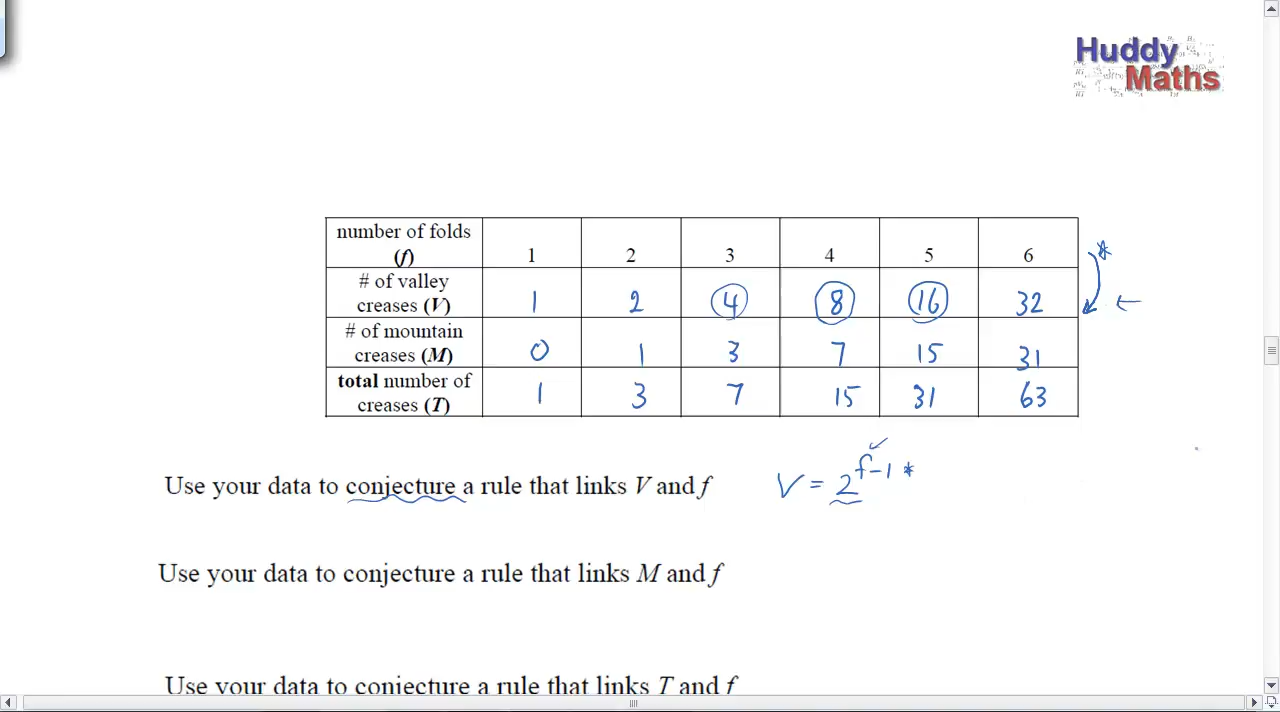 Huddy
Maths
number of folds
(f) 1 2 3 4 5 6 *
# of valley
creases (V) 1 2 4 8 16 32 ←
# of mountain
creases (M) 0 1 3 7 15 31
total number of
creases (T) 1 3 7 15 31 63
Use your data to conjecture a rule that links V and f V = 2^f-1 *
Use your data to conjecture a rule that links M and f
Use your data to conjecture a rule that links T and f